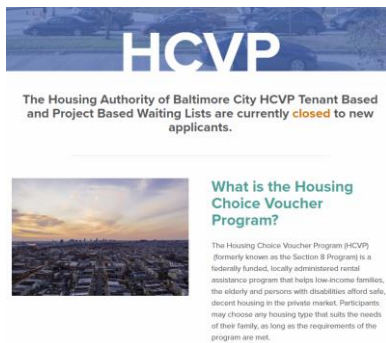 HCVP
The Housing Authority of Baltimore City HCVP Tenant Based
and Project Based Waiting Lists are currently closed to new
applicants.
What is the Housing
Choice Voucher
Program?
The Housing Choice Voucher Program (HCVP)
(formerly known as the Section 8 Program) is a
federally funded, locally administered rental
assistance program that helps low-income families,
the elderly and persons with disabilities afford safe,
decent housing in the private market. Participants
may choose any housing type that suits the needs
of their family, as long as the requirements of the
program are met.